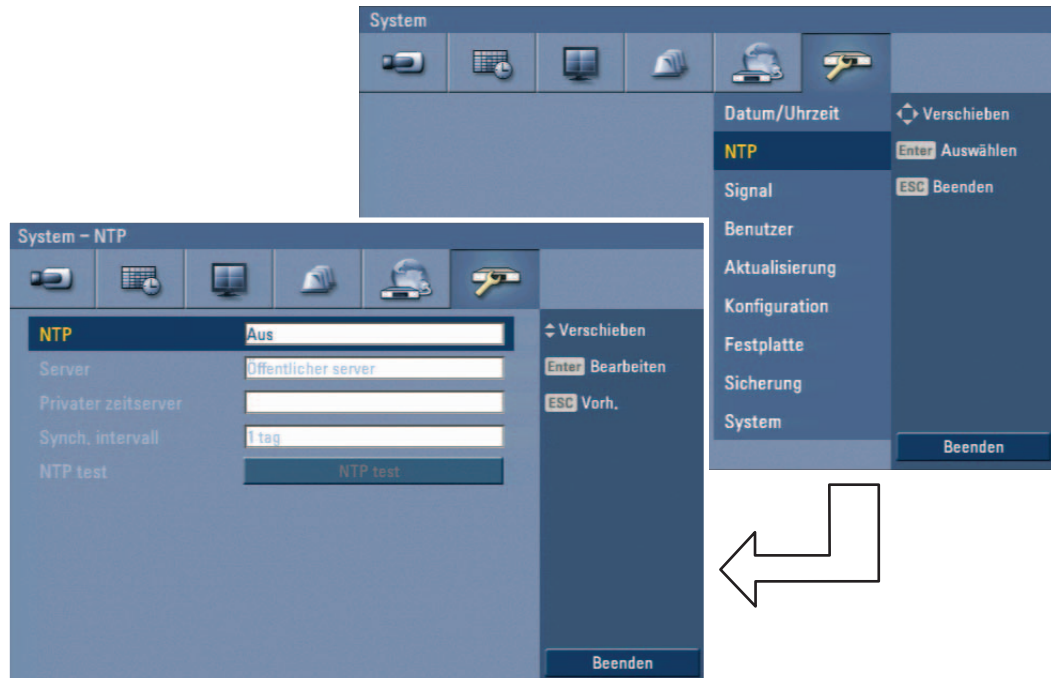 System
Datum/Uhrzeit
NTP
Signal
Benutzer
Aktualisierung
Konfiguration
Festplatte
Sicherung
System
Verschieben
Enter Auswählen
ESC Beenden
Beenden
System – NTP
NTP Aus
Server Öffentlicher server
Privater zeitserver
Synch. intervall 1 tag
NTP test NTP test
Verschieben
Enter Bearbeiten
ESC Vorh.
Beenden